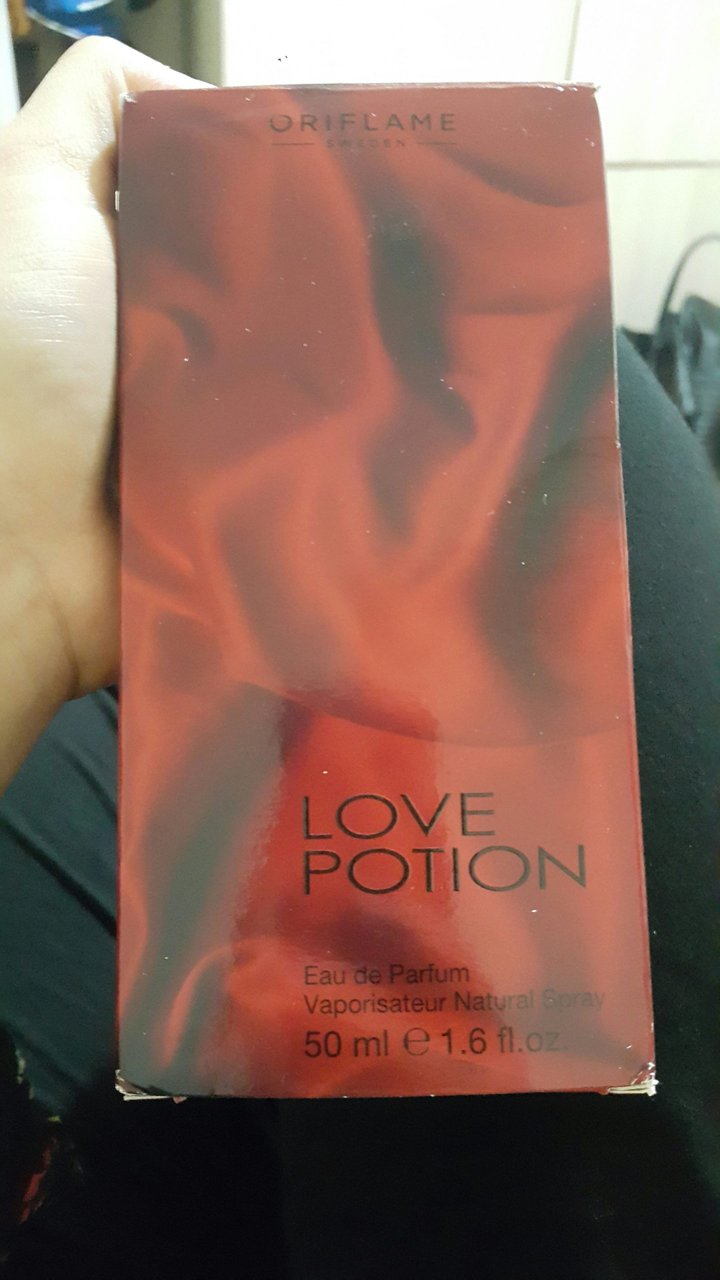 ORIFLAME
SWEDEN
LOVE
POTION
Eau de Parfum
Vaporisateur Natural Spray
50 ml ℮ 1.6 fl.oz.